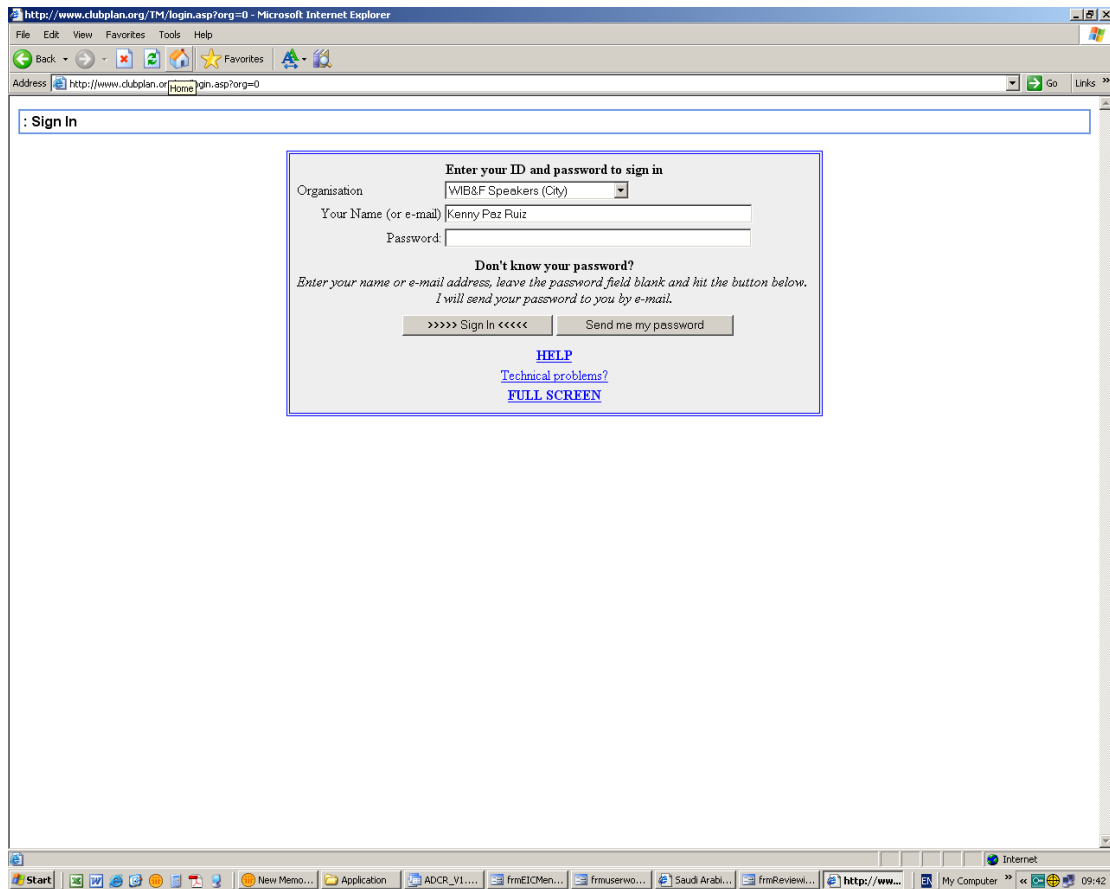 http://www.clubplan.org/TM/login.asp?org=0 - Microsoft Internet Explorer
File Edit View Favorites Tools Help
Back Favorites
Address http://www.clubplan.or Home gin.asp?org=0 Go Links »
: Sign In
Enter your ID and password to sign in
Organisation WIB&F Speakers (City)
Your Name (or e-mail) Kenny Paz Ruiz
Password:
Don't know your password?
Enter your name or e-mail address, leave the password field blank and hit the button below.
I will send your password to you by e-mail.
>>>>> Sign In <<<<< Send me my password
HELP
Technical problems?
FULL SCREEN
Internet
Start New Memo... Application ADCR_V1.... frmEICMen... frmuserwo... Saudi Arabi... frmReviewi... http://ww... EN My Computer » « 09:42